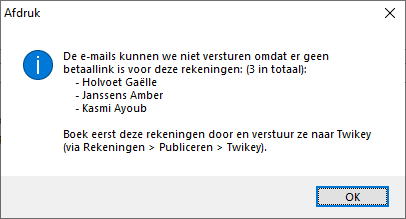 Afdruk
De e-mails kunnen we niet versturen omdat er geen
betaallink is voor deze rekeningen: (3 in totaal):
- Holvoet Gaëlle
- Janssens Amber
- Kasmi Ayoub
Boek eerst deze rekeningen door en verstuur ze naar Twikey
(via Rekeningen > Publiceren > Twikey).
OK